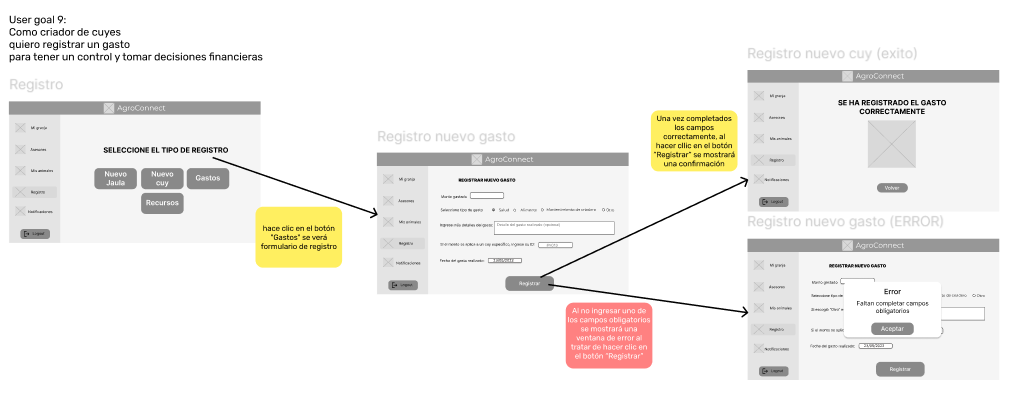 User goal 9:
Como criador de cuyes
quiero registrar un gasto
para tener un control y tomar decisiones financieras
Registro
AgroConnect
Mi granja
Asesores
Mis animales
Registro
Notificaciones
Logout
SELECCIONE EL TIPO DE REGISTRO
Nuevo
Jaula
Nuevo
cuy
Gastos
Recursos
hace clic en el botón
"Gastos" se verá
formulario de registro
Registro nuevo gasto
AgroConnect
Mi granja
Asesores
Mis animales
Registro
Notificaciones
Logout
REGISTRAR NUEVO GASTO
Monto gastado
Seleccione tipo de gasto
Salud
Alimento
Mantenimiento de criadero
Otro
Ingrese más detalles del gasto
Detalle del gasto realizado (opcional)
Si el monto se aplica a un cuy específico, ingrese su ID
Fecha del gasto realizado
23/05/2023
Registrar
Una vez completados
los campos
correctamente, al
hacer clic en el botón
"Registrar" se mostrará
una confirmación
Al no ingresar uno de
los campos obligatorios
se mostrará una
ventana de error al
tratar de hacer clic en
el botón "Registrar"
Registro nuevo cuy (exito)
AgroConnect
Mi granja
Asesores
Mis animales
Registro
Notificaciones
Logout
SE HA REGISTRADO EL GASTO
CORRECTAMENTE
Volver
Registro nuevo gasto (ERROR)
AgroConnect
Mi granja
Asesores
Mis animales
Registro
Notificaciones
Logout
REGISTRAR NUEVO GASTO
Monto gastado
Seleccione tipo de
de criadero
Otro
Si escogió "Otro"
Si el monto se
Fecha del gasto realizado
23/05/2023
Registrar
Error
Faltan completar campos
obligatorios
Aceptar